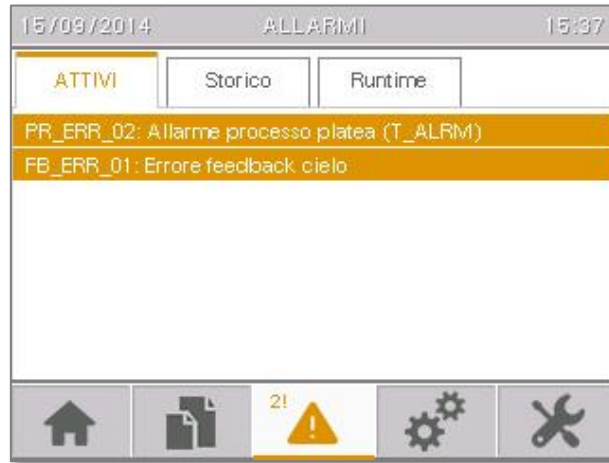 15/09/2014 ALLARMI 15:37
ATTIVI Storico Runtime
PR_ERR_02: Allarme processo platea (T_ALRM)
FB_ERR_01: Errore feedback cielo
2!